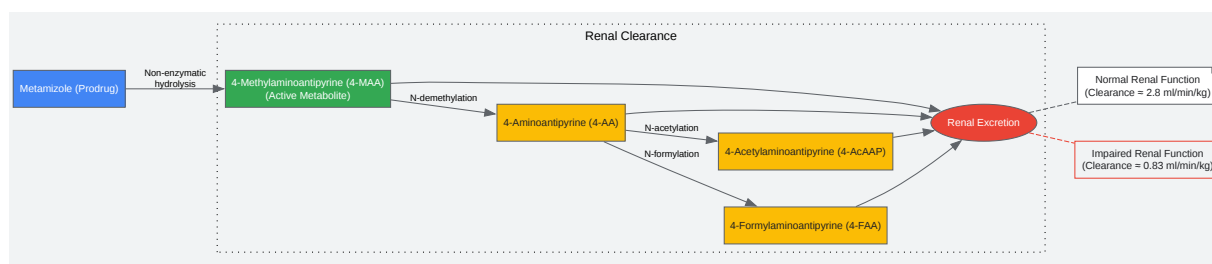 Renal Clearance
Metamizole (Prodrug)
Non-enzymatic
hydrolysis
4-Methylaminoantipyrine (4-MAA)
(Active Metabolite)
N-demethylation
4-Aminoantipyrine (4-AA)
N-acetylation
N-formylation
4-Acetylaminoantipyrine (4-AcAAP)
4-Formylaminoantipyrine (4-FAA)
Renal Excretion
Normal Renal Function
(Clearance ≈ 2.8 ml/min/kg)
Impaired Renal Function
(Clearance ≈ 0.83 ml/min/kg)